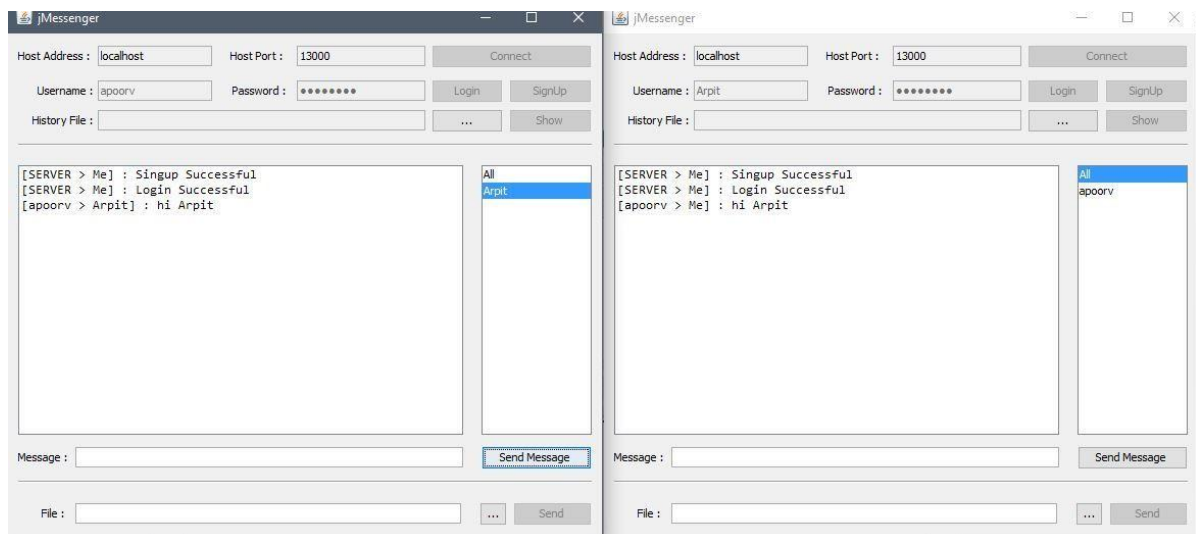 jMessenger
Host Address : localhost Host Port : 13000 Connect
Username : apoorv Password : ●●●●●●●● Login SignUp
History File : ... Show
[SERVER > Me] : Singup Successful
[SERVER > Me] : Login Successful
[apoorv > Arpit] : hi Arpit
All
Arpit
Message : Send Message
File : ... Send
jMessenger
Host Address : localhost Host Port : 13000 Connect
Username : Arpit Password : ●●●●●●●● Login SignUp
History File : ... Show
[SERVER > Me] : Singup Successful
[SERVER > Me] : Login Successful
[apoorv > Me] : hi Arpit
All
apoorv
Message : Send Message
File : ... Send